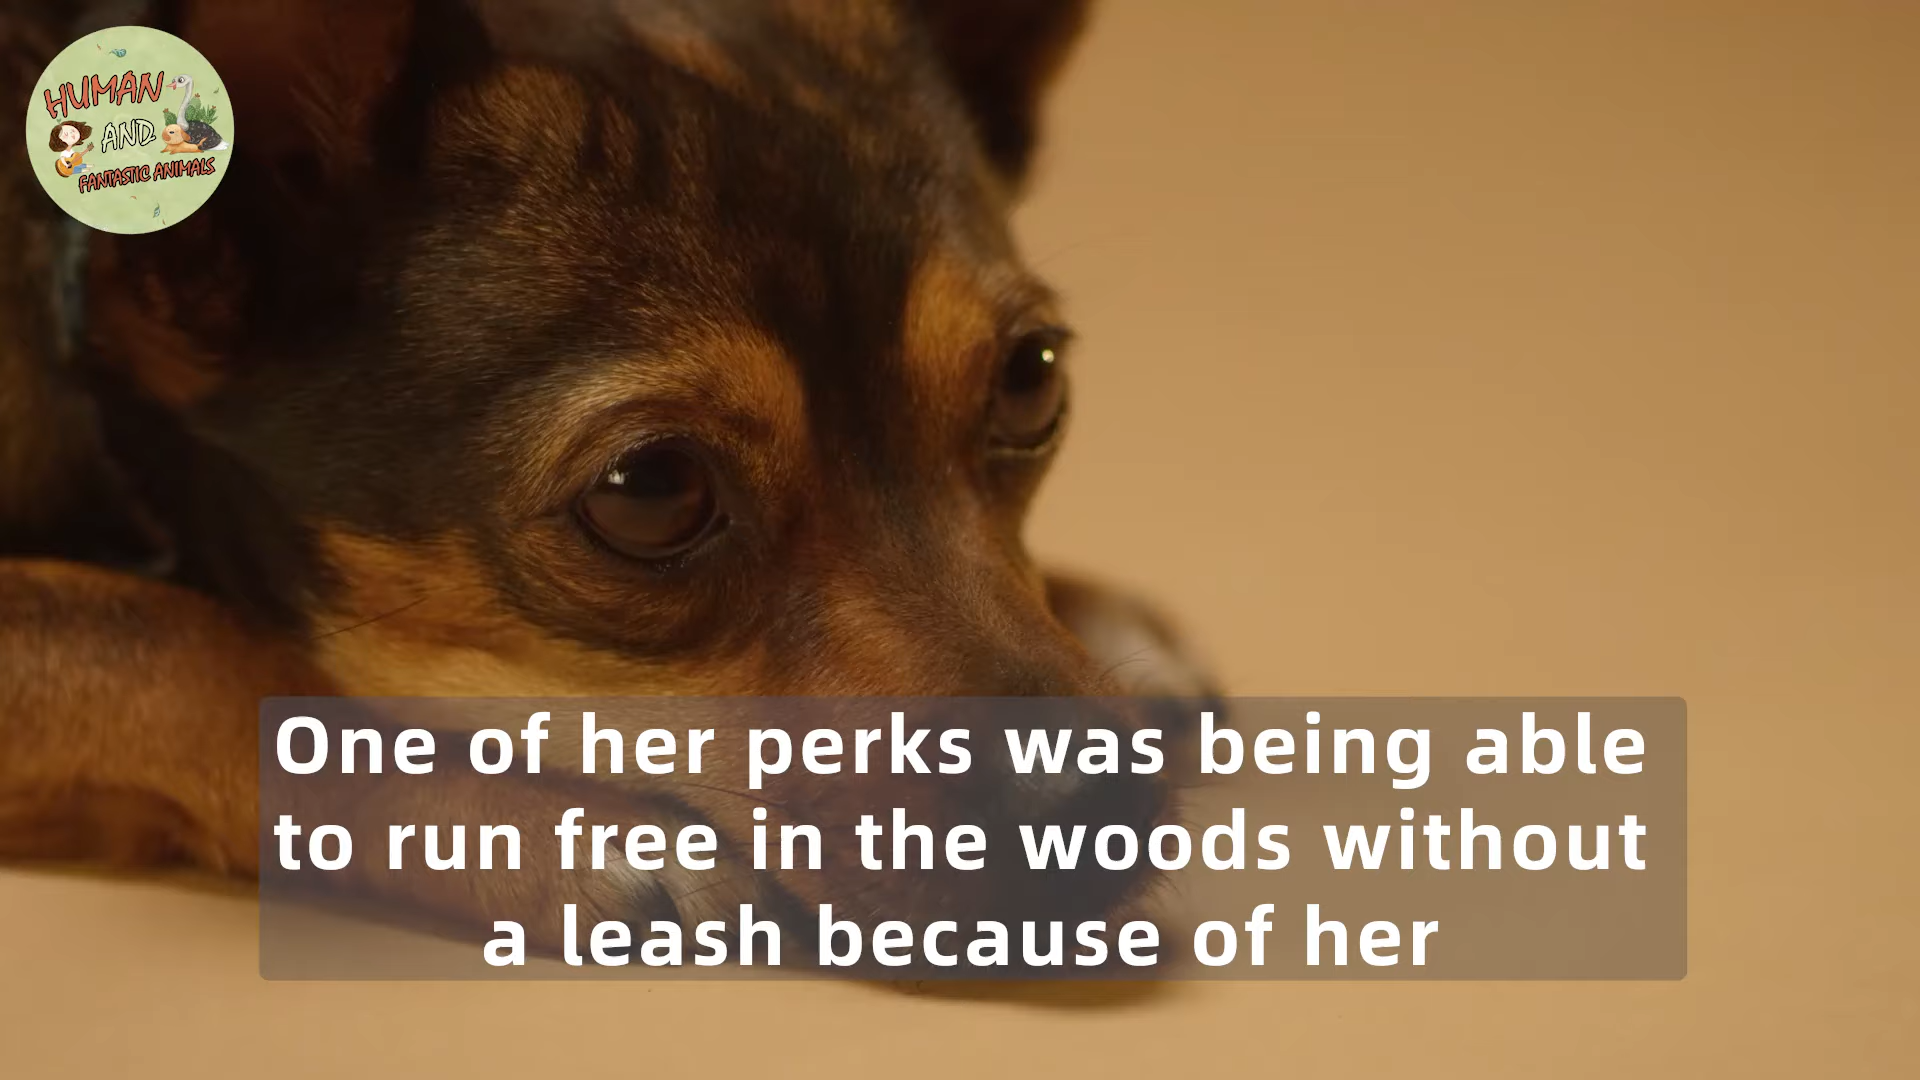 HUMAN
AND
FANTASTIC ANIMALS
One of her perks was being able
to run free in the woods without
a leash because of her